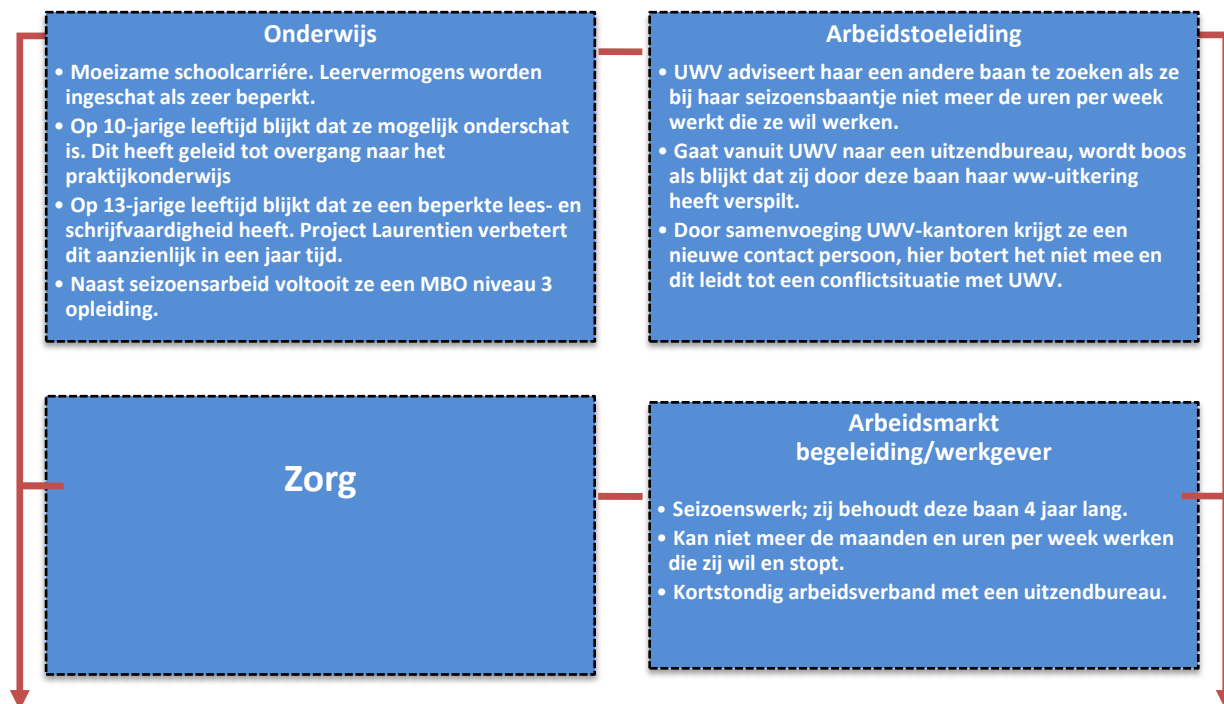 Onderwijs
• Moeizame schoolcarriére. Leervermogens worden
ingeschat als zeer beperkt.
• Op 10-jarige leeftijd blijkt dat ze mogelijk onderschat
is. Dit heeft geleid tot overgang naar het
praktijkonderwijs
• Op 13-jarige leeftijd blijkt dat ze een beperkte lees- en
schrijfvaardigheid heeft. Project Laurentien verbetert
dit aanzienlijk in een jaar tijd.
• Naast seizoensarbeid voltooit ze een MBO niveau 3
opleiding.
Arbeidstoeleiding
• UWV adviseert haar een andere baan te zoeken als ze
bij haar seizoensbaantje niet meer de uren per week
werkt die ze wil werken.
• Gaat vanuit UWV naar een uitzendbureau, wordt boos
als blijkt dat zij door deze baan haar ww-uitkering
heeft verspilt.
• Door samenvoeging UWV-kantoren krijgt ze een
nieuwe contact persoon, hier botert het niet mee en
dit leidt tot een conflictsituatie met UWV.
Zorg
Arbeidsmarkt
begeleiding/werkgever
• Seizoenswerk; zij behoudt deze baan 4 jaar lang.
• Kan niet meer de maanden en uren per week werken
die zij wil en stopt.
• Kortstondig arbeidsverband met een uitzendbureau.